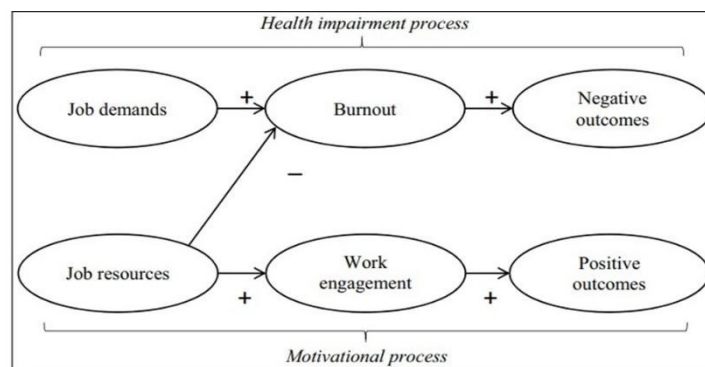 Health impairment process
Job demands
+
Burnout
+
Negative
outcomes
−
Job resources
+
Work
engagement
+
Positive
outcomes
Motivational process